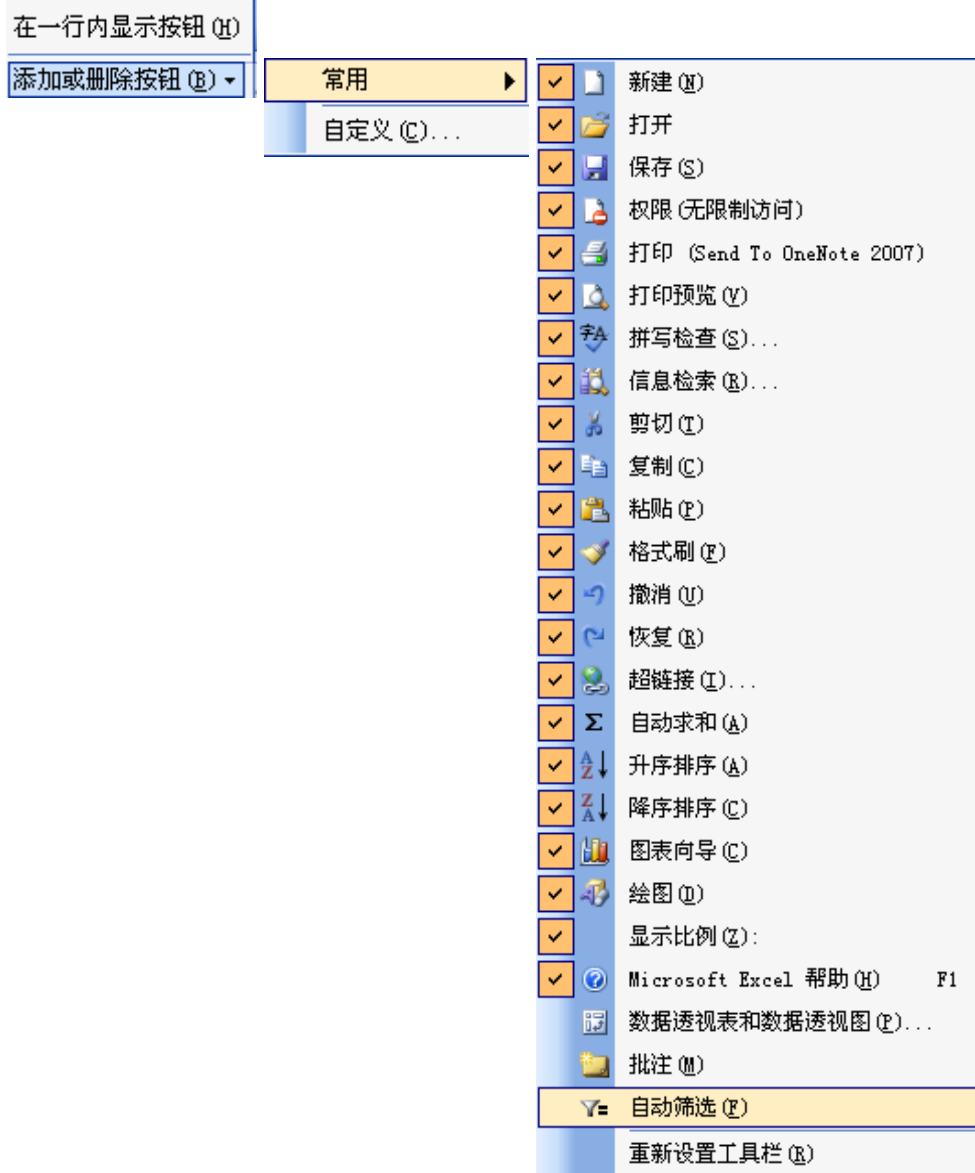 在一行内显示按钮(H)
添加或删除按钮(B)
常用
自定义(C)...
新建(N)
打开
保存(S)
权限(无限制访问)
打印 (Send To OneNote 2007)
打印预览(V)
拼写检查(S)...
信息检索(R)...
剪切(T)
复制(C)
粘贴(P)
格式刷(F)
撤消(U)
恢复(R)
超链接(I)...
自动求和(A)
升序排序(A)
降序排序(C)
图表向导(C)
绘图(D)
显示比例(Z):
Microsoft Excel 帮助(H) F1
数据透视表和数据透视图(P)...
批注(M)
自动筛选(F)
重新设置工具栏(R)